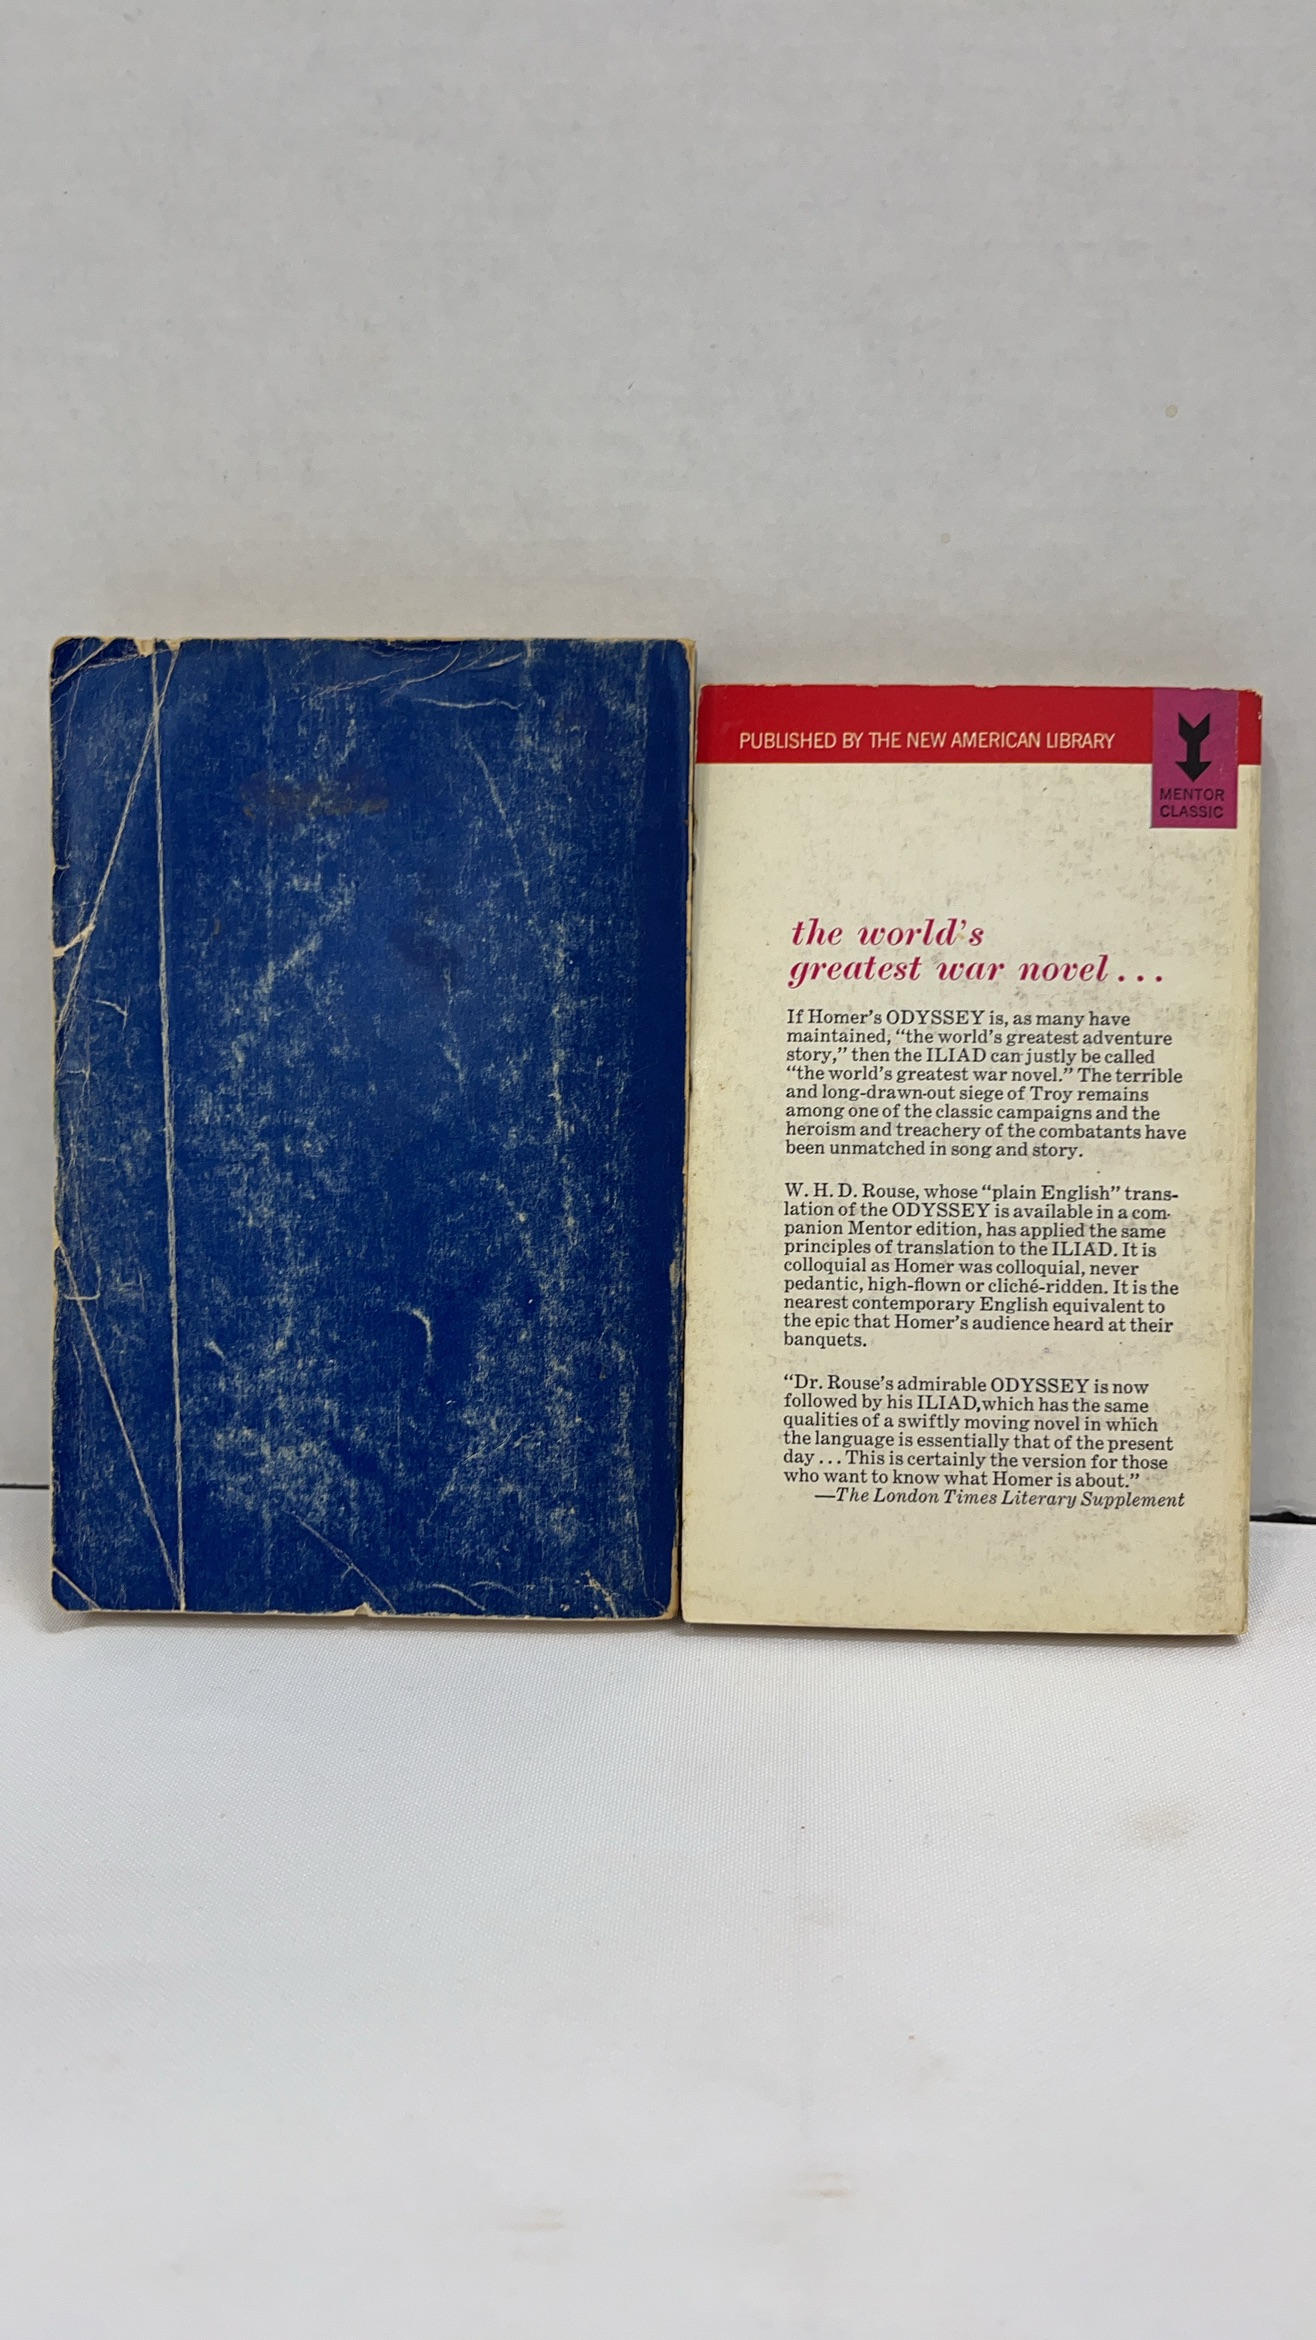 PUBLISHED BY THE NEW AMERICAN LIBRARY
MENTOR
CLASSIC
the world's
greatest war novel...
If Homer's ODYSSEY is, as many have
maintained, “the world's greatest adventure
story,” then the ILIAD can justly be called
“the world's greatest war novel.” The terrible
and long-drawn-out siege of Troy remains
among one of the classic campaigns and the
heroism and treachery of the combatants have
been unmatched in song and story.
W. H. D. Rouse, whose “plain English” trans-
lation of the ODYSSEY is available in a com-
panion Mentor edition, has applied the same
principles of translation to the ILIAD. It is
colloquial as Homer was colloquial, never
pedantic, high-flown or cliché-ridden. It is the
nearest contemporary English equivalent to
the epic that Homer's audience heard at their
banquets.
“Dr. Rouse's admirable ODYSSEY is now
followed by his ILIAD, which has the same
qualities of a swiftly moving novel in which
the language is essentially that of the present
day...This is certainly the version for those
who want to know what Homer is about.”
—The London Times Literary Supplement